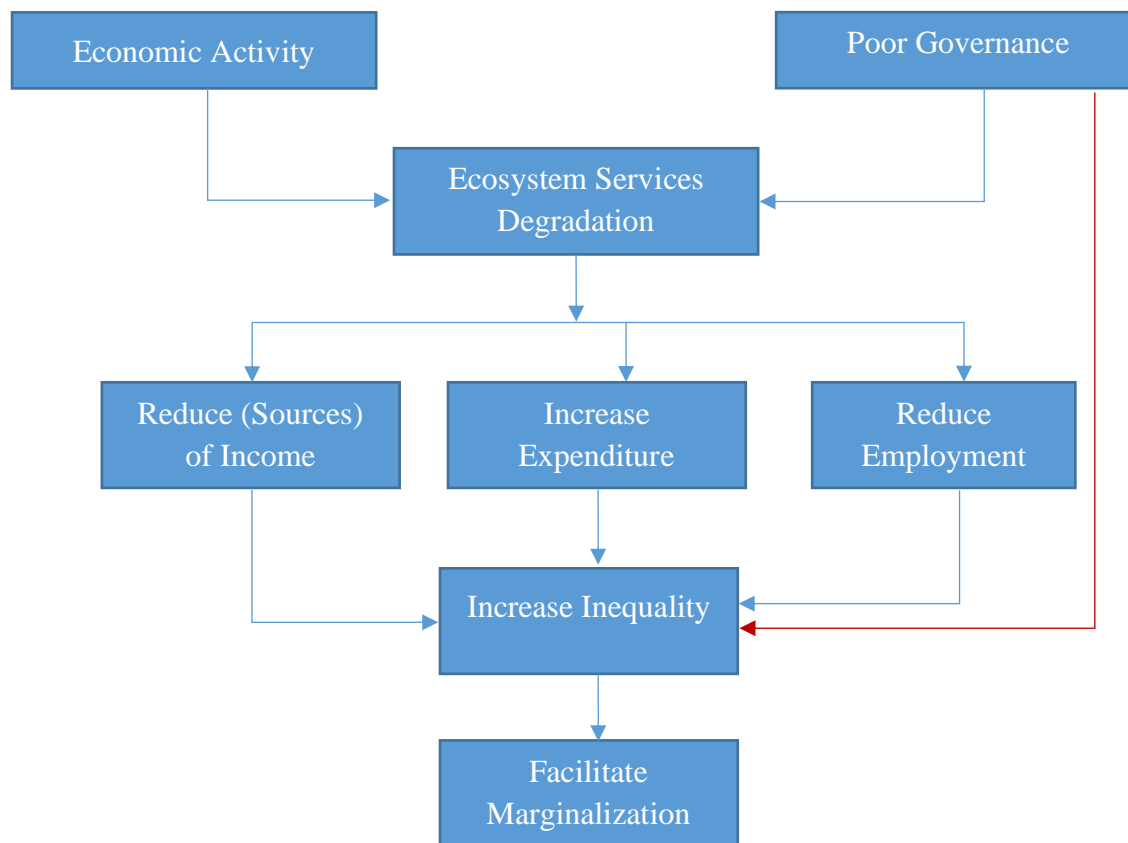 Economic Activity
Poor Governance
Ecosystem Services
Degradation
Reduce (Sources)
of Income
Increase
Expenditure
Reduce
Employment
Increase Inequality
Facilitate
Marginalization